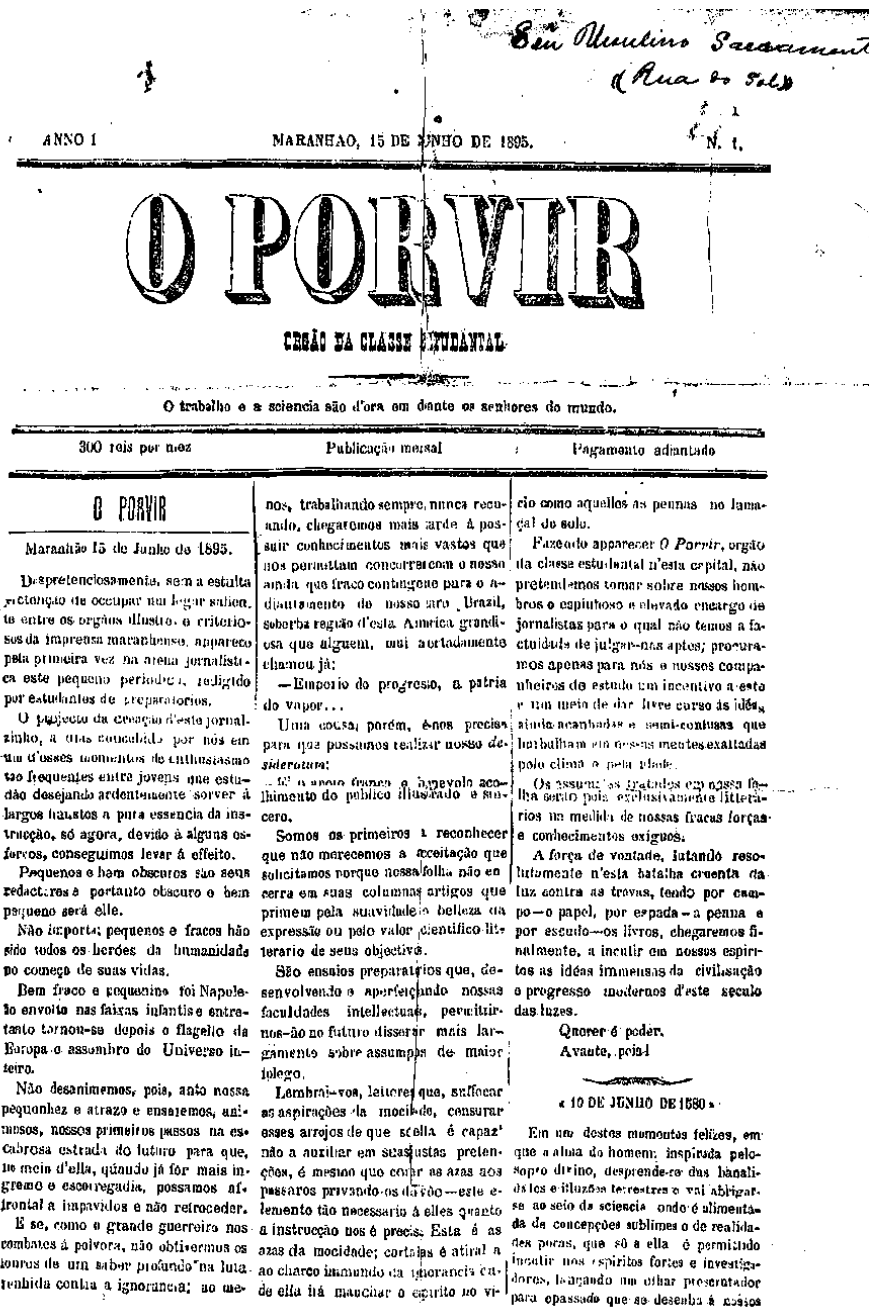 Rua do Sol
ANNO I
MARANHAO, 15 DE JUNHO DE 1895.
N. 1.
O PORVIR
ORGÃO DA CLASSE ESTUDANTAL
O trabalho e a sciencia são d'ora em deante os senhores do mundo.
300 reis por mez
Publicação mensal
Pagamento adiantado
O PORVIR
Maranhão 15 de Junho de 1895.
Despretenciosamente, sem a estulta
pretenção de occupar um logar salien-
te entre os orgãos illustres e criterio-
sos da imprensa maranhense, apparece
pela primeira vez na arena jornalisti-
ca este pequeno periodico, redigido
por estudantes de preparatorios.
O projecto da creação d'este jornal-
zinho, a dias concebido por nós em
um d'esses momentos de enthusiasmo
tão frequentes entre jovens que estu-
dão desejando ardentemente sorver á
largos haustos a pura essencia da ins-
trucção, só agora, devido á alguns es-
forços, conseguimos levar á effeito.
Pequenos e bem obscuros são seus
redactores e portanto obscuro e bem
pequeno será elle.
Não importa; pequenos e fracos hão
sido todos os heróes da humanidade
no começo de suas vidas.
Bem fraco e pequenino foi Napole-
ão envolto nas faixas infantis e entre-
tanto tornou-se depois o flagello da
Europa e assombro do Universo in-
teiro.
Não desanimemos, pois, ante nossa
pequenhez e atrazo e ensaiemos, ani-
mosos, nossos primeiros passos na es-
cabrosa estrada do futuro para que,
no meio d'ella, quando já fôr mais in-
greme e escorregadia, possamos af-
frontal a impavidos e não retroceder.
E se, como o grande guerreiro nos
combates á polvora, não obtivermos os
louros de um saber profundo na luta
renhida contra a ignorancia; ao me-
nos, trabalhando sempre, nunca recu-
ando, chegaremos mais tarde á pos-
suir conhecimentos mais vastos que
nos permittam concorrer com o nosso
ainda que fraco contingene para o a-
diantamento do nosso caro Brazil,
soberba região d'esta America grandi-
osa que alguem, mui acertadamente
chamou já:
—Emporio do progresso, a patria
do vapor...
Uma cousa, porém, é-nos precisa
para que possamos realizar nosso de-
sideratum:
—É o apoio franco e benevolo aco-
lhimento do publico illustrado e sin-
cero.
Somos os primeiros a reconhecer
que não merecemos a aceitação que
solicitamos porque nossa folha não en
cerra em suas columnas artigos que
primem pela suavidade e belleza da
expressão ou pelo valor scientifico lit-
terario de seus objectivos.
São ensaios preparatorios que, de-
senvolvendo e aperfeiçoando nossas
faculdades intellectuaes, permittir-
nos-ão no futuro dissertar mais lar-
gamente sobre assumptos de maior
folego.
Lembrai-vos, leitores que, suffocar
as aspirações da mocidade, censurar
esses arrojos de que só ella é capaz
não a auxiliar em suas justas preten-
ções, é mesmo que cortar as azas aos
passaros privando-os do vôo—este e-
lemento tão necessario á elles quanto
a instrucção nos é precisa. Esta é as
azas da mocidade; cortal-as é atiral a
ao charco immundo da ignorancia on-
de ella há manchar o espirito no vi-
cio como aquelles as pennas no lama-
çal do solo.
Fazendo apparecer O Porvir, orgão
da classe estudantal n'esta capital, não
pretendemos tomar sobre nossos hom-
bros o espinhoso e elevado encargo de
jornalistas para o qual não temos a fa-
ctuidade de julgar-nos aptos; procura-
mos apenas para nós e nossos compa-
nheiros de estudo um incentivo a este
e um meio de dar livre curso ás idéas,
ainda acanhadas e semi-confusas que
borbulham em nossas mentes exaltadas
pelo clima e pela idade.
Os assumptos tratados em nossa fo-
lha serão pois exclusivamente littera-
rios na medida de nossas fracas forças
e conhecimentos exiguos.
A força de vontade, lutando reso-
lutamente n'esta batalha cruenta da
luz contra as trevas, tendo por cam-
po—o papel, por espada—a penna e
por escudo—os livros, chegaremos fi-
nalmente, a incutir em nossos espiri-
tos as idéas immensas da civilisação
e progresso modernos d'este seculo
das luzes.
Querer é poder.
Avante, pois!
« 10 DE JUNHO DE 1580 »
Em um destes momentos felizes, em
que a alma do homem, inspirada pelo
sopro divino, desprende-se das banali-
dades e illuzões terrestres e vai abrigar-
se ao seio da sciencia onde é alimenta-
da de concepções sublimes e de realida-
des puras, que só a ella é permittido
incutir nos espiritos fortes e investiga-
dores, lançando um olhar prescrutador
para opassado que se desenha á nossos